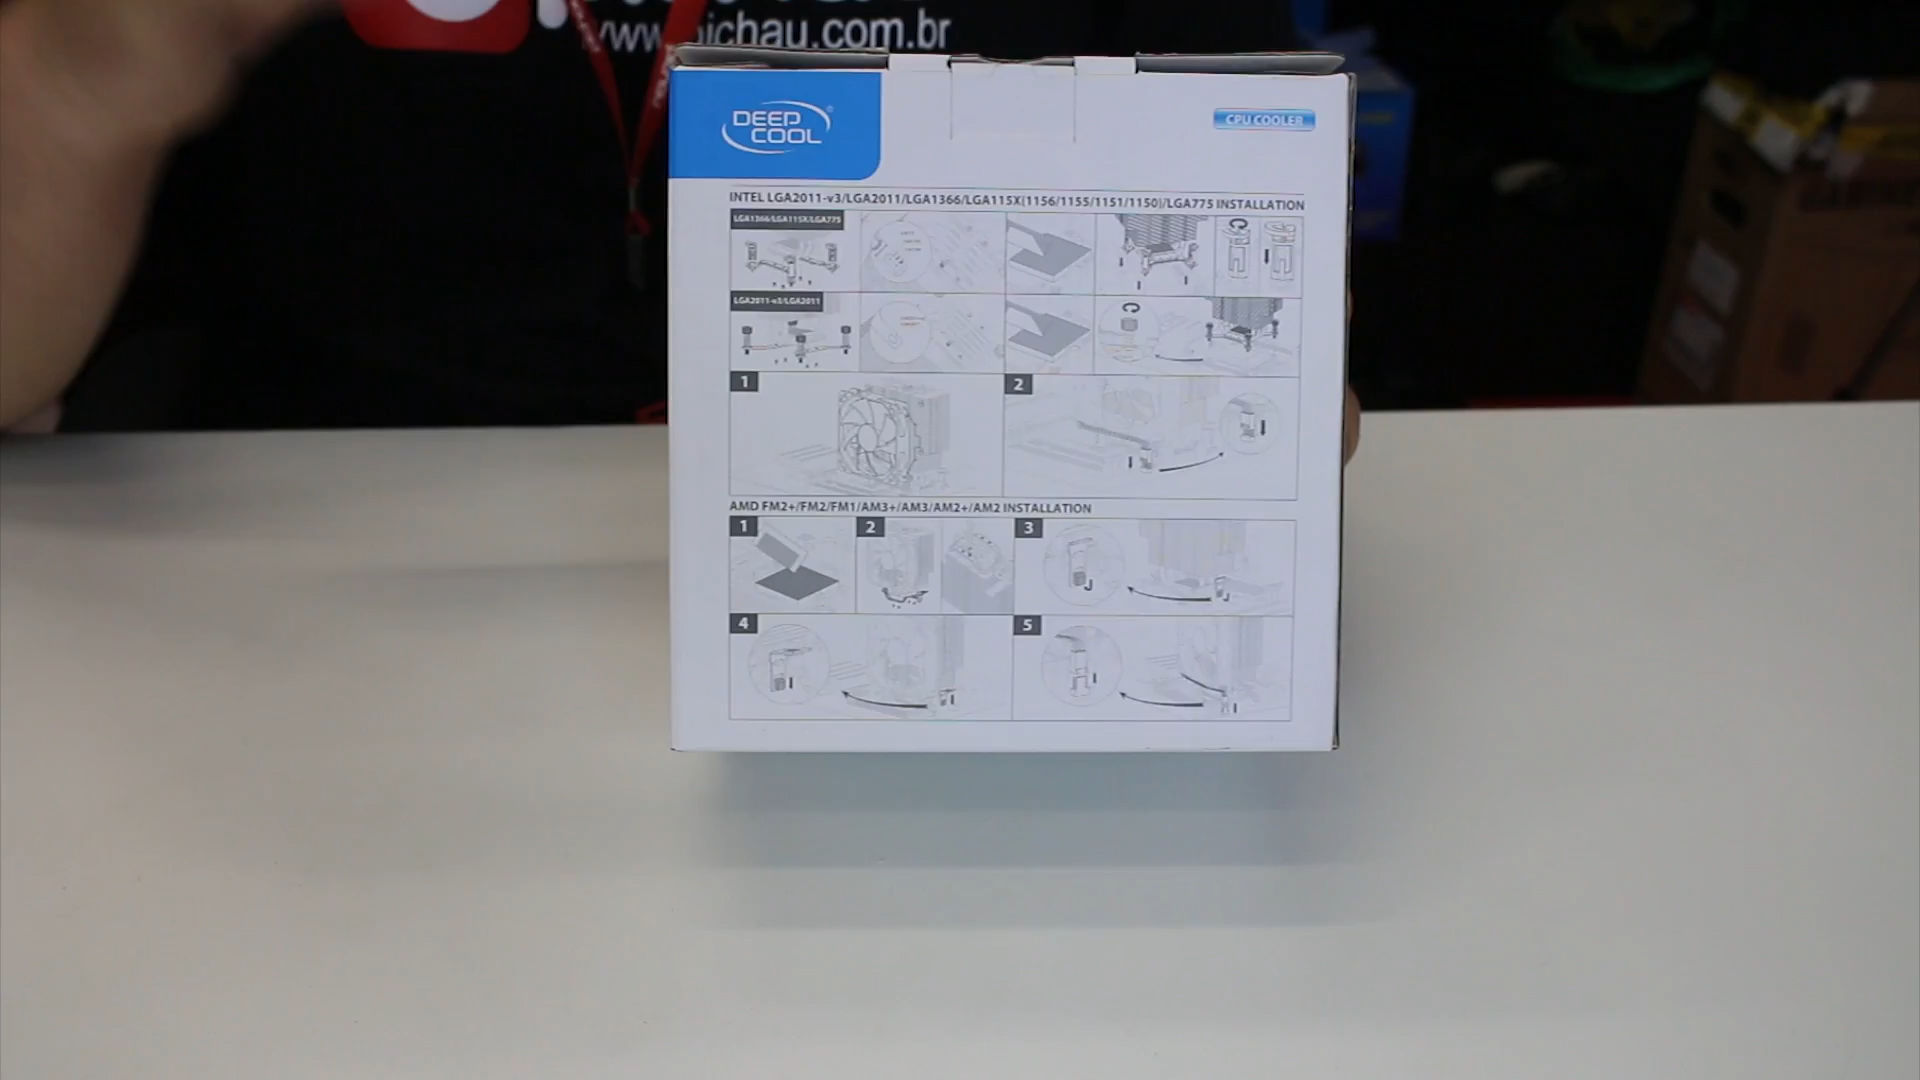 www.pichau.com.br
DEEP
COOL
CPU COOLER
INTEL LGA2011-v3/LGA2011/LGA1366/LGA115X(1156/1155/1151/1150)/LGA775 INSTALLATION
LGA1366/LGA115X/LGA775
LGA2011-v3/LGA2011
1
2
AMD FM2+/FM2/FM1/AM3+/AM3/AM2+/AM2 INSTALLATION
1
2
3
4
5